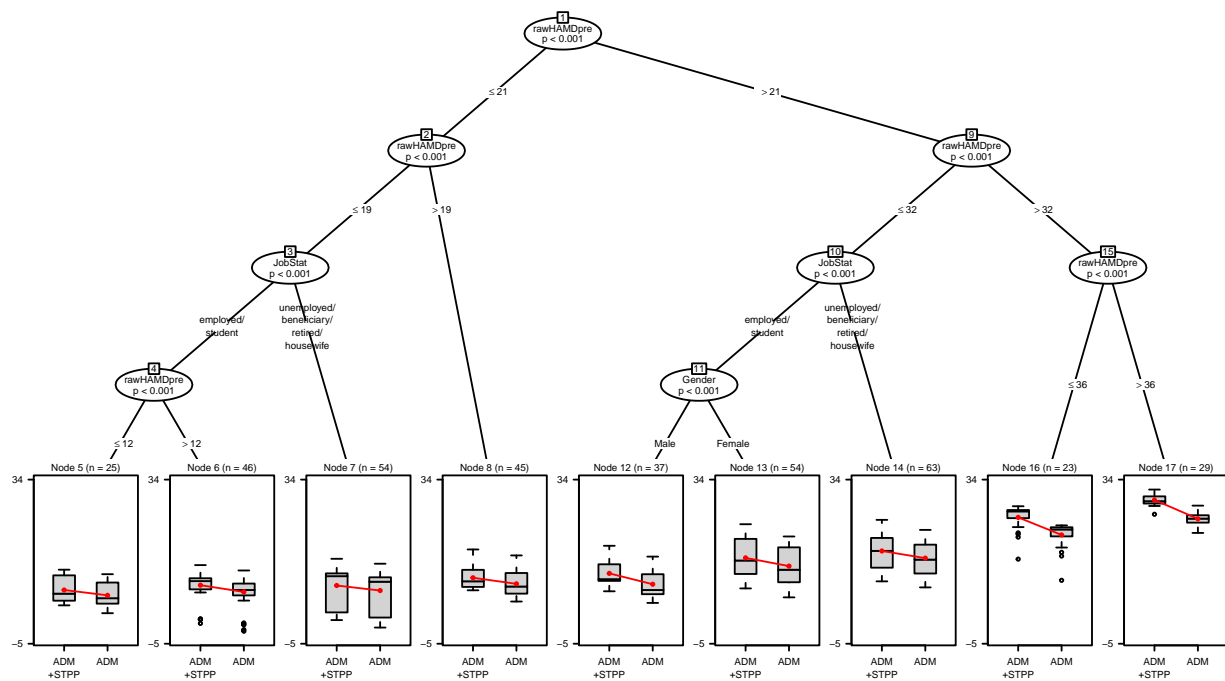 1
rawHAMDpre
p < 0.001
≤ 21
> 21
2
rawHAMDpre
p < 0.001
9
rawHAMDpre
p < 0.001
≤ 19
> 19
≤ 32
> 32
3
JobStat
p < 0.001
10
JobStat
p < 0.001
15
rawHAMDpre
p < 0.001
employed/
student
unemployed/
beneficiary/
retired/
housewife
employed/
student
unemployed/
beneficiary/
retired/
housewife
4
rawHAMDpre
p < 0.001
11
Gender
p < 0.001
≤ 36
> 36
≤ 12
> 12
Male
Female
Node 5 (n = 25)
Node 6 (n = 46)
Node 7 (n = 54)
Node 8 (n = 45)
Node 12 (n = 37)
Node 13 (n = 54)
Node 14 (n = 63)
Node 16 (n = 23)
Node 17 (n = 29)
34 34 34 34 34 34 34 34 34
−5 −5 −5 −5 −5 −5 −5 −5 −5
ADM ADM ADM ADM ADM ADM ADM ADM ADM ADM ADM ADM ADM ADM ADM ADM ADM ADM
+STPP +STPP +STPP +STPP +STPP +STPP +STPP +STPP +STPP